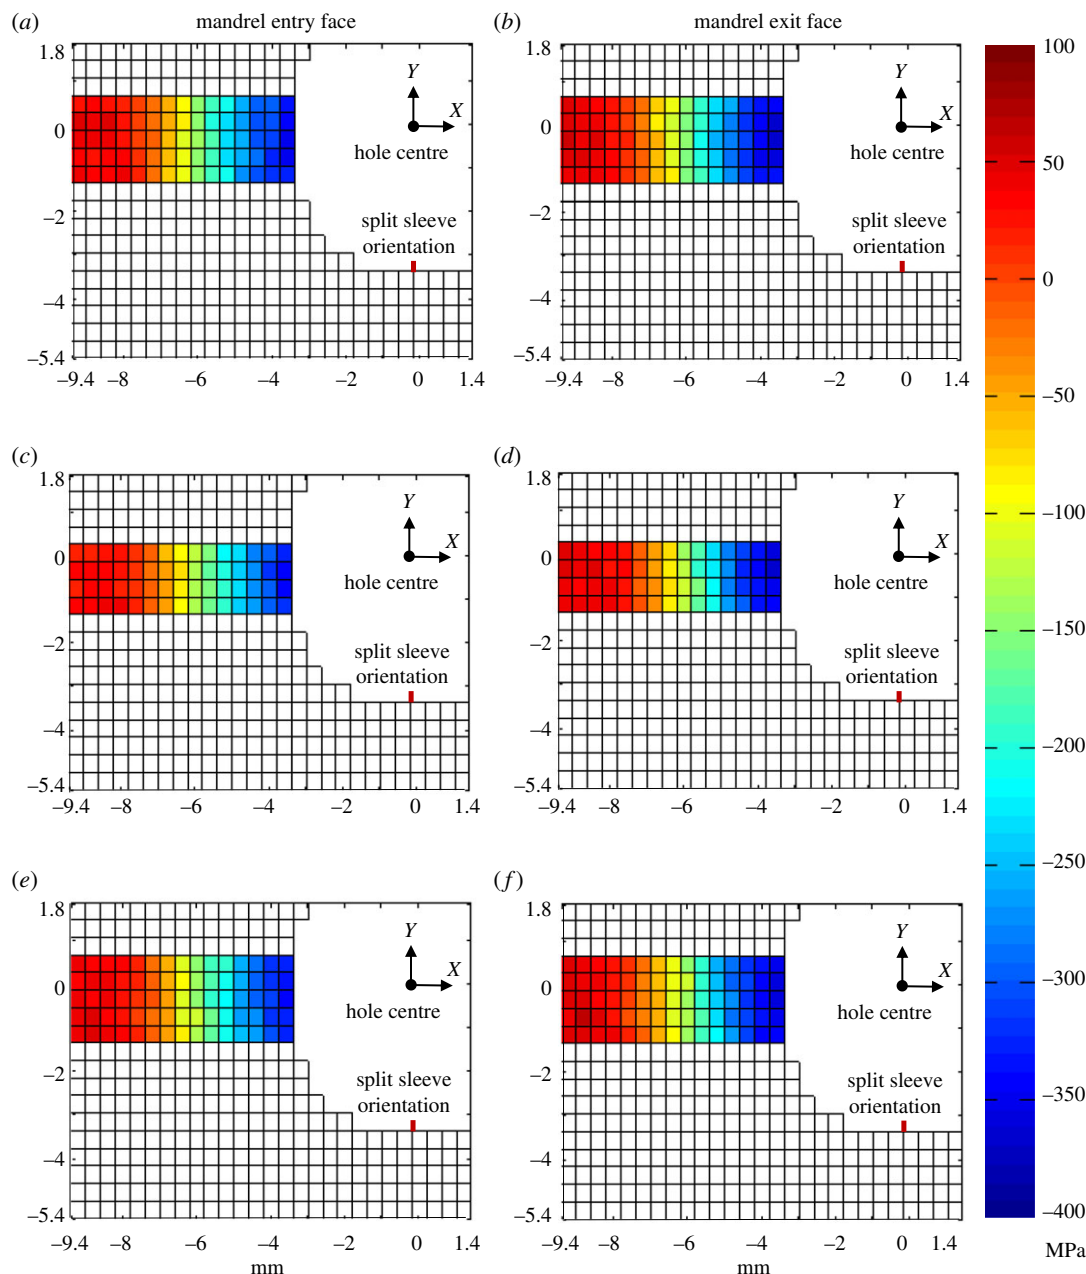 (a) mandrel entry face
(b) mandrel exit face
1.8
0
−2
−4
−5.4
−9.4 −8 −6 −4 −2 0 1.4
Y
X
hole centre
split sleeve
orientation
1.8
0
−2
−4
−5.4
−9.4 −8 −6 −4 −2 0 1.4
Y
X
hole centre
split sleeve
orientation
(c)
(d)
1.8
0
−2
−4
−5.4
−9.4 −8 −6 −4 −2 0 1.4
Y
X
hole centre
split sleeve
orientation
1.8
0
−2
−4
−5.4
−9.4 −8 −6 −4 −2 0 1.4
Y
X
hole centre
split sleeve
orientation
(e)
(f)
1.8
0
−2
−4
−5.4
−9.4 −8 −6 −4 −2 0 1.4
mm
Y
X
hole centre
split sleeve
orientation
1.8
0
−2
−4
−5.4
−9.4 −8 −6 −4 −2 0 1.4
mm
Y
X
hole centre
split sleeve
orientation
100
50
0
−50
−100
−150
−200
−250
−300
−350
−400
MPa